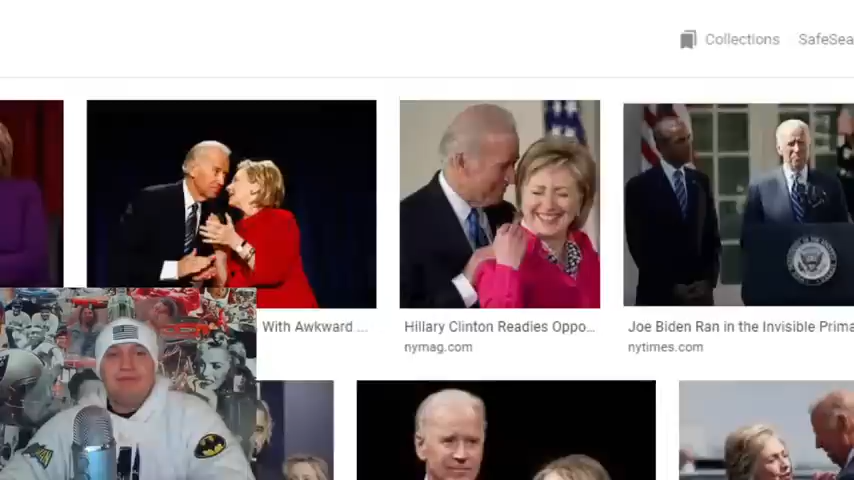 Collections SafeSea
With Awkward ...
Hillary Clinton Readies Oppo...
Joe Biden Ran in the Invisible Prima
nymag.com
nytimes.com